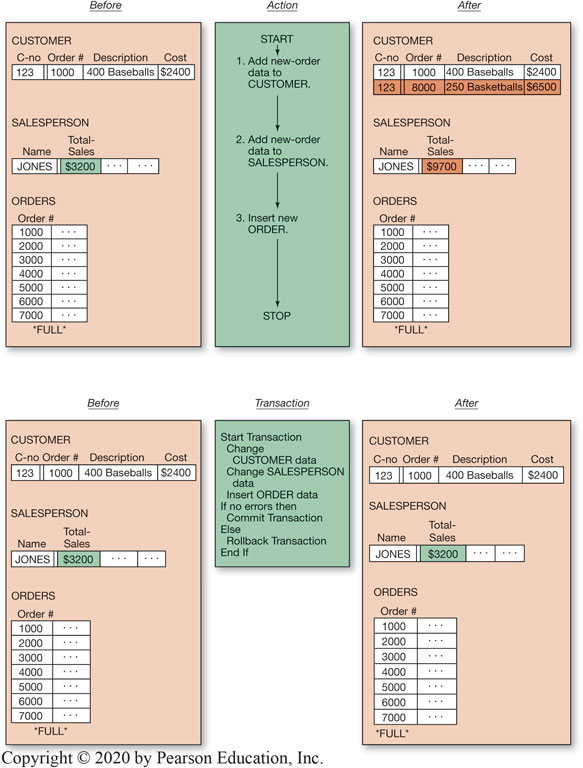 Before Action After
CUSTOMER
C-no Order # Description Cost
123 1000 400 Baseballs $2400
SALESPERSON
Total-
Name Sales
JONES $3200 ··· ···
ORDERS
Order #
1000 ···
2000 ···
3000 ···
4000 ···
5000 ···
6000 ···
7000 ···
*FULL*
START
1. Add new-order
data to
CUSTOMER.
2. Add new-order
data to
SALESPERSON.
3. Insert new
ORDER.
STOP
CUSTOMER
C-no Order # Description Cost
123 1000 400 Baseballs $2400
123 8000 250 Basketballs $6500
SALESPERSON
Total-
Name Sales
JONES $9700 ··· ···
ORDERS
Order #
1000 ···
2000 ···
3000 ···
4000 ···
5000 ···
6000 ···
7000 ···
*FULL*
Before Transaction After
CUSTOMER
C-no Order # Description Cost
123 1000 400 Baseballs $2400
SALESPERSON
Total-
Name Sales
JONES $3200 ··· ···
ORDERS
Order #
1000 ···
2000 ···
3000 ···
4000 ···
5000 ···
6000 ···
7000 ···
*FULL*
Start Transaction
Change
CUSTOMER data
Change SALESPERSON
data
Insert ORDER data
If no errors then
Commit Transaction
Else
Rollback Transaction
End If
CUSTOMER
C-no Order # Description Cost
123 1000 400 Baseballs $2400
SALESPERSON
Total-
Name Sales
JONES $3200 ··· ···
ORDERS
Order #
1000 ···
2000 ···
3000 ···
4000 ···
5000 ···
6000 ···
7000 ···
*FULL*
Copyright © 2020 by Pearson Education, Inc.